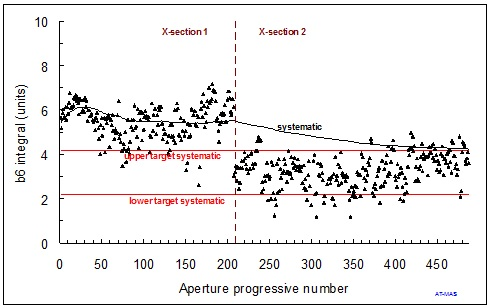 X-section 1 X-section 2
10
8
6
4
2
0
b6 integral (units)
systematic
upper target systematic
lower target systematic
0 50 100 150 200 250 300 350 400 450
Aperture progressive number
AT-MAS